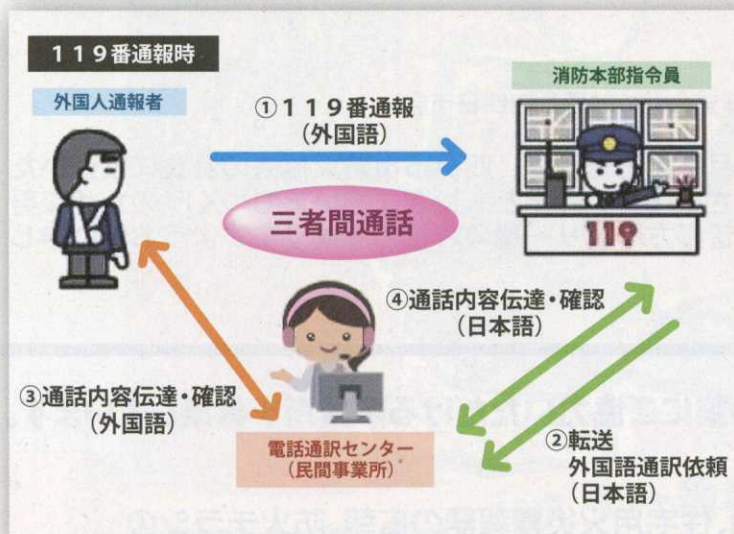 119番通報時
外国人通報者
消防本部指令員
①119番通報
(外国語)
119
三者間通話
④通話内容伝達・確認
(日本語)
③通話内容伝達・確認
(外国語)
電話通訳センター
(民間事業所)
②転送
外国語通訳依頼
(日本語)